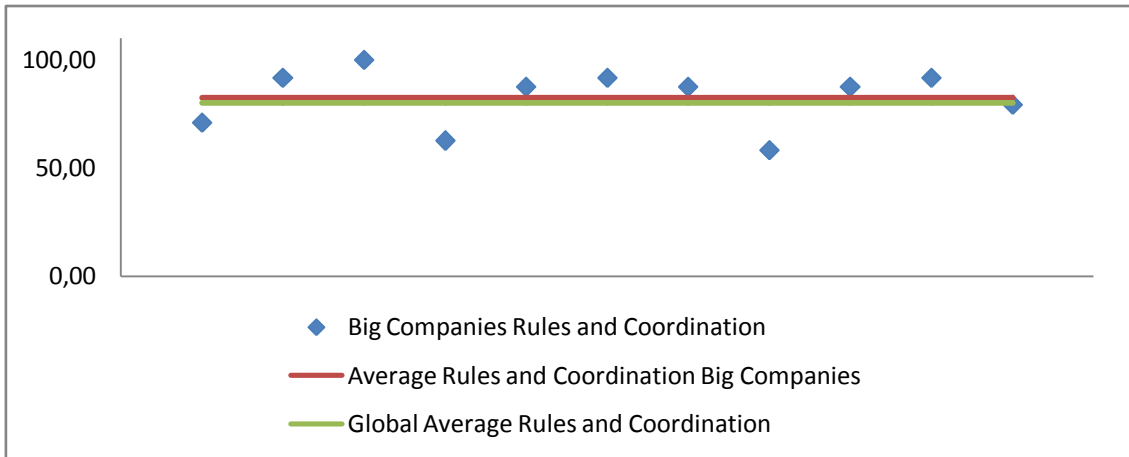 100,00
50,00
0,00
Big Companies Rules and Coordination
Average Rules and Coordination Big Companies
Global Average Rules and Coordination